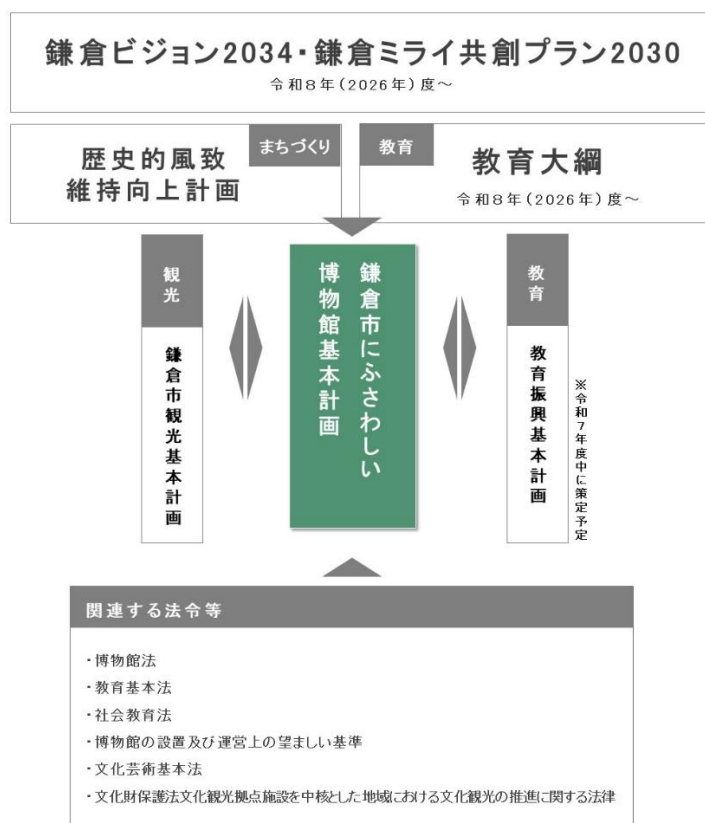 鎌倉ビジョン2034・鎌倉ミライ共創プラン2030
令和8年(2026年)度～
歴史的風致
維持向上計画
まちづくり
教育
教育大綱
令和8年(2026年)度～
観光
鎌倉市観光基本計画
鎌倉市にふさわしい
博物館基本計画
教育
教育振興基本計画
※令和7年度中に策定予定
関連する法令等
・博物館法
・教育基本法
・社会教育法
・博物館の設置及び運営上の望ましい基準
・文化芸術基本法
・文化財保護法文化観光拠点施設を中核とした地域における文化観光の推進に関する法律